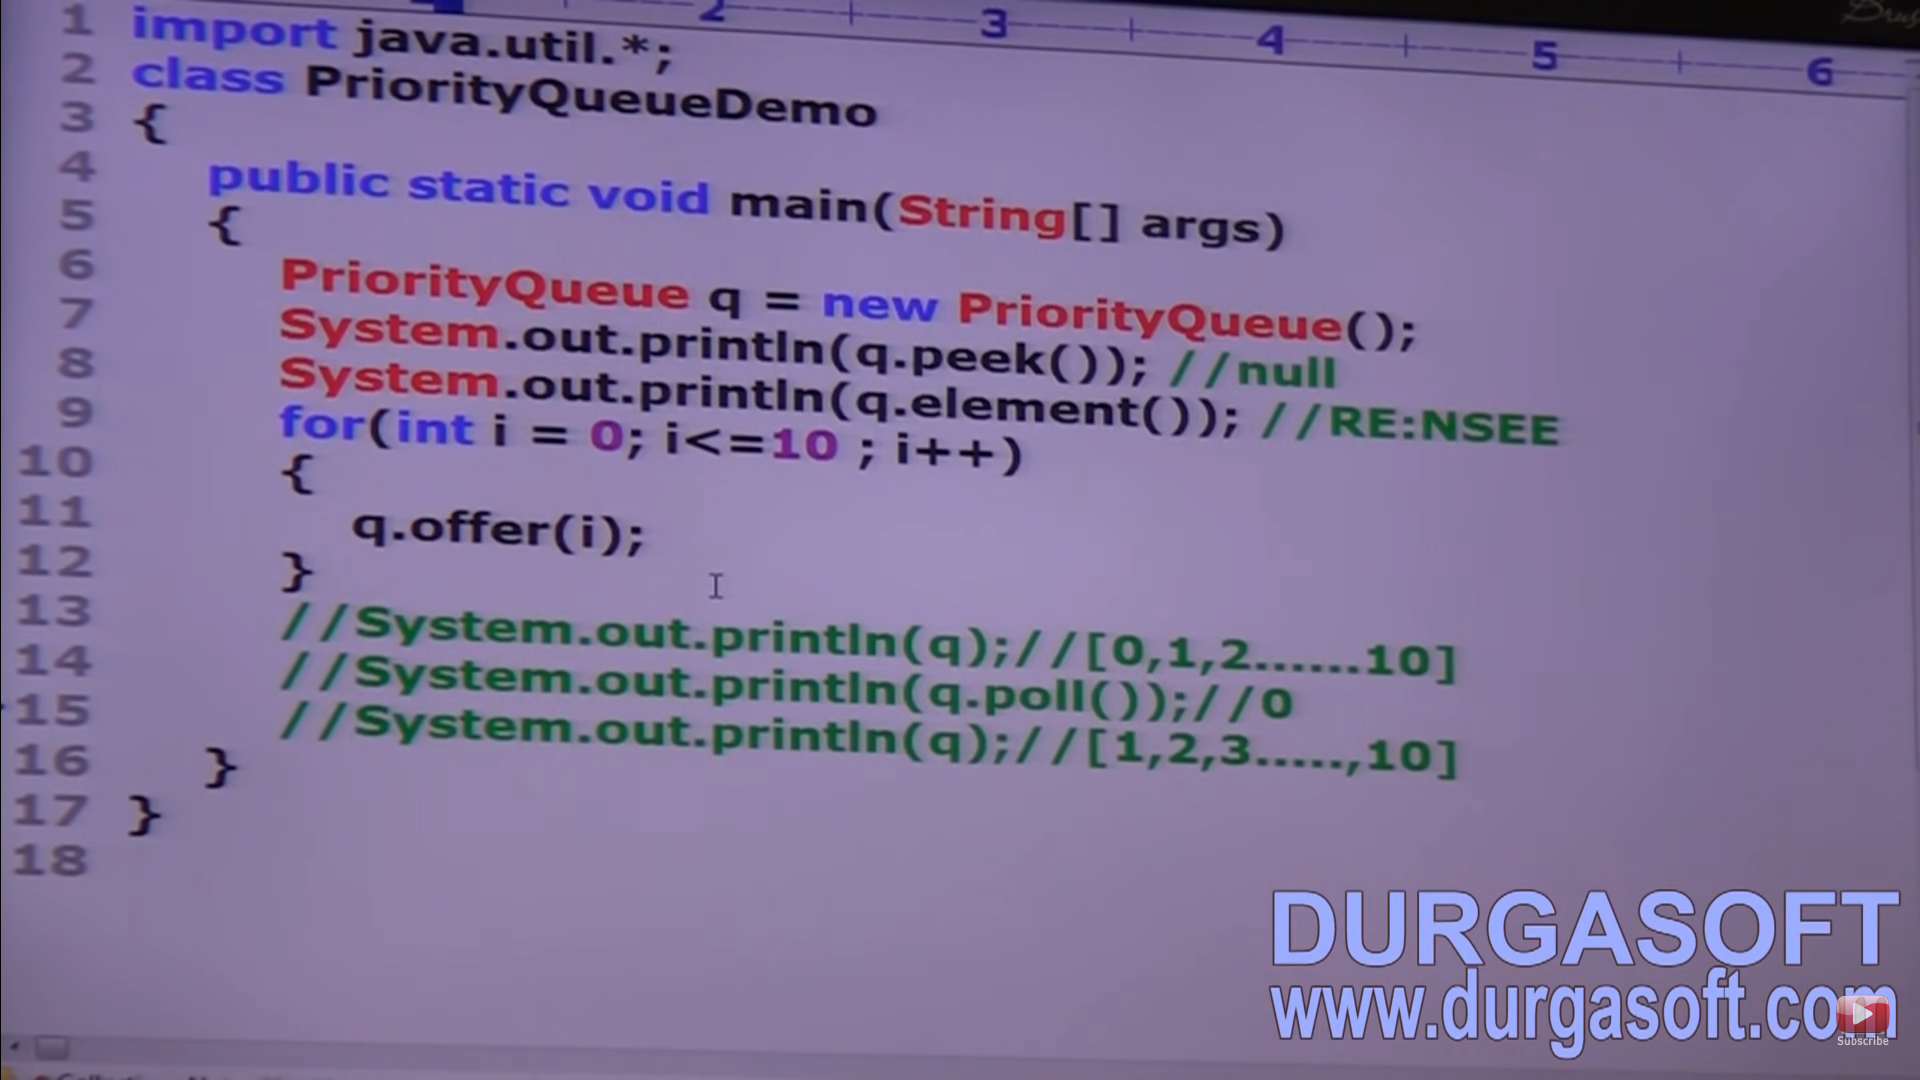 2 3 4 5 6
1 import java.util.*;
2 class PriorityQueueDemo
3 {
4 public static void main(String[] args)
5 {
6 PriorityQueue q = new PriorityQueue();
7 System.out.println(q.peek()); //null
8 System.out.println(q.element()); //RE:NSEE
9 for(int i = 0; i<=10 ; i++)
10 {
11 q.offer(i);
12 }
13 //System.out.println(q);//[0,1,2......10]
14 //System.out.println(q.poll());//0
15 //System.out.println(q);//[1,2,3.....,10]
16 }
17 }
18
DURGASOFT
www.durgasoft.com
Subscribe